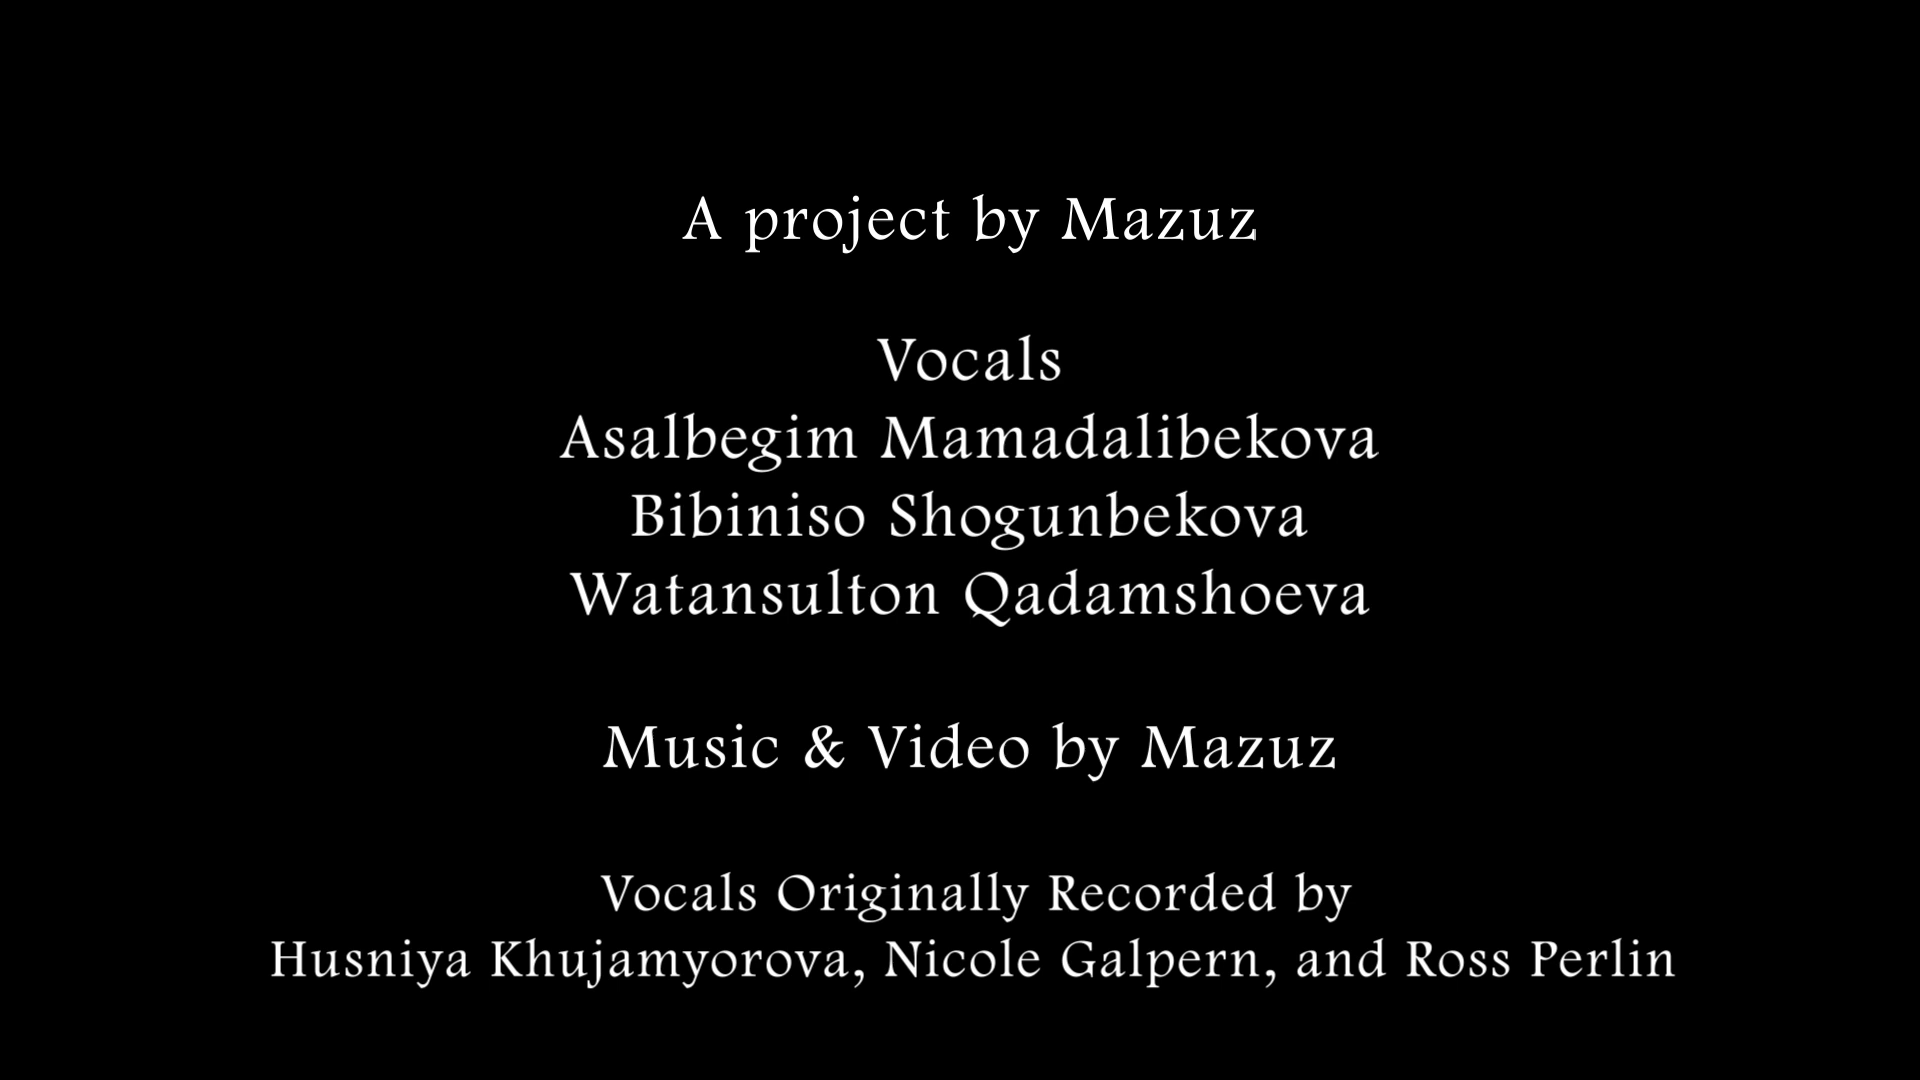 A project by Mazuz
Vocals
Asalbegim Mamadalibekova
Bibiniso Shogunbekova
Watansulton Qadamshoeva
Music & Video by Mazuz
Vocals Originally Recorded by
Husniya Khujamyorova, Nicole Galpern, and Ross Perlin